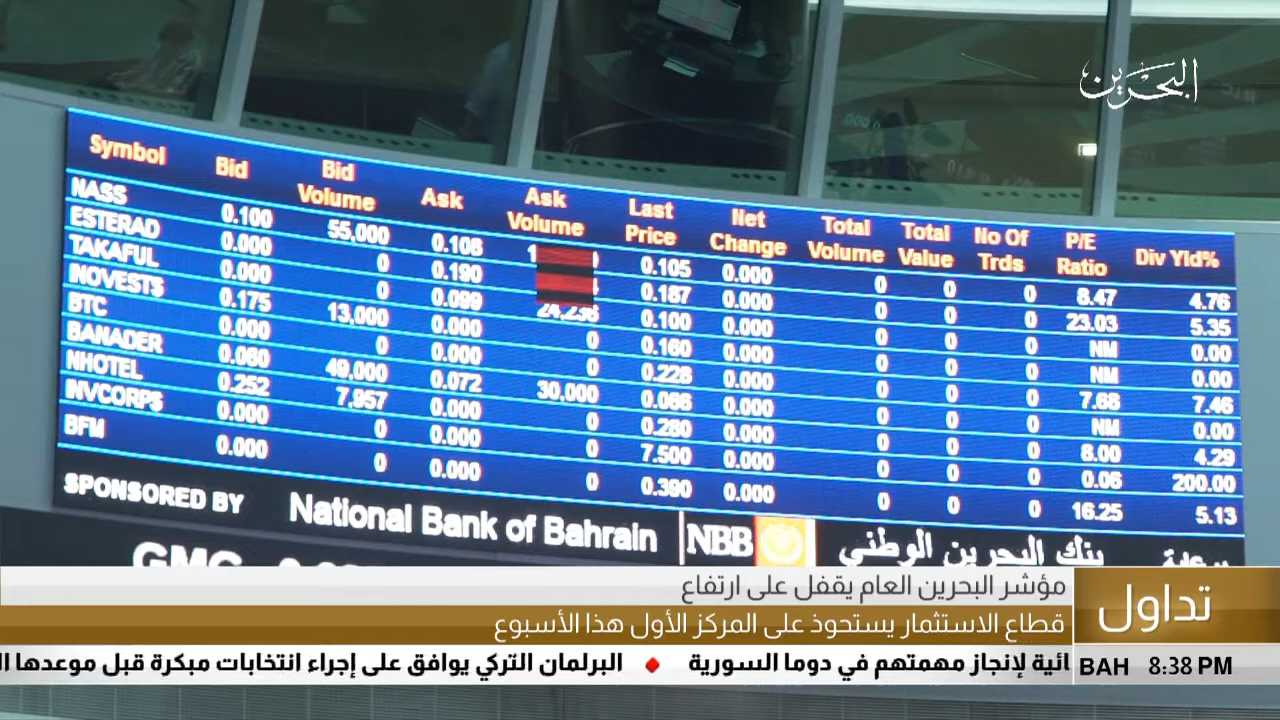 البحرين
Symbol Bid Bid Volume Ask Ask Volume Last Price Net Change Total Volume Total Value No Of Trds P/E Ratio Div Yld%
NASS 0.100 55,000 0.106 0.105 0.000 0 0 0 8.47 4.76
ESTERAD 0.000 0 0.190 0.187 0.000 0 0 0 23.03 5.35
TAKAFUL 0.000 0 0.099 0.100 0.000 0 0 0 NM 0.00
INOVEST$ 0.175 13,000 0.000 0 0.160 0.000 0 0 0 NM 0.00
BTC 0.000 0 0.000 0 0.228 0.000 0 0 0 7.68 7.46
BANADER 0.060 49,000 0.072 30,000 0.066 0.000 0 0 0 NM 0.00
NHOTEL 0.252 7,957 0.000 0 0.280 0.000 0 0 0 8.00 4.29
INVCORP$ 0.000 0 0.000 0 7.500 0.000 0 0 0 0.06 200.00
BFM 0.000 0 0.000 0 0.390 0.000 0 0 0 16.25 5.13
SPONSORED BY National Bank of Bahrain NBB بنك البحرين الوطني
تداول
مؤشر البحرين العام يقفل على ارتفاع
قطاع الاستثمار يستحوذ على المركز الأول هذا الأسبوع
BAH 8:38 PM
ائية لإنجاز مهمتهم في دوما السورية • البرلمان التركي يوافق على إجراء انتخابات مبكرة قبل موعدها